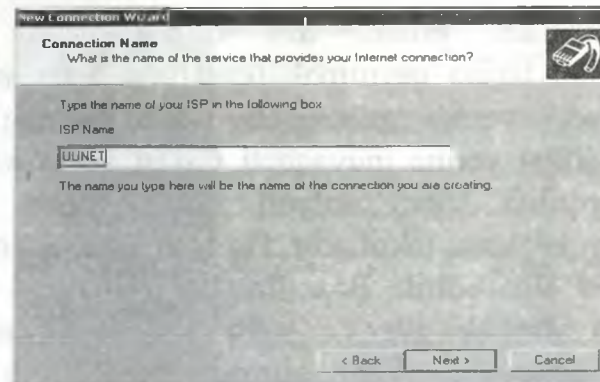 New Connection Wizard
Connection Name
What is the name of the service that provides your Internet connection?
Type the name of your ISP in the following box
ISP Name
UUNET
The name you type here will be the name of the connection you are creating.
< Back
Next >
Cancel